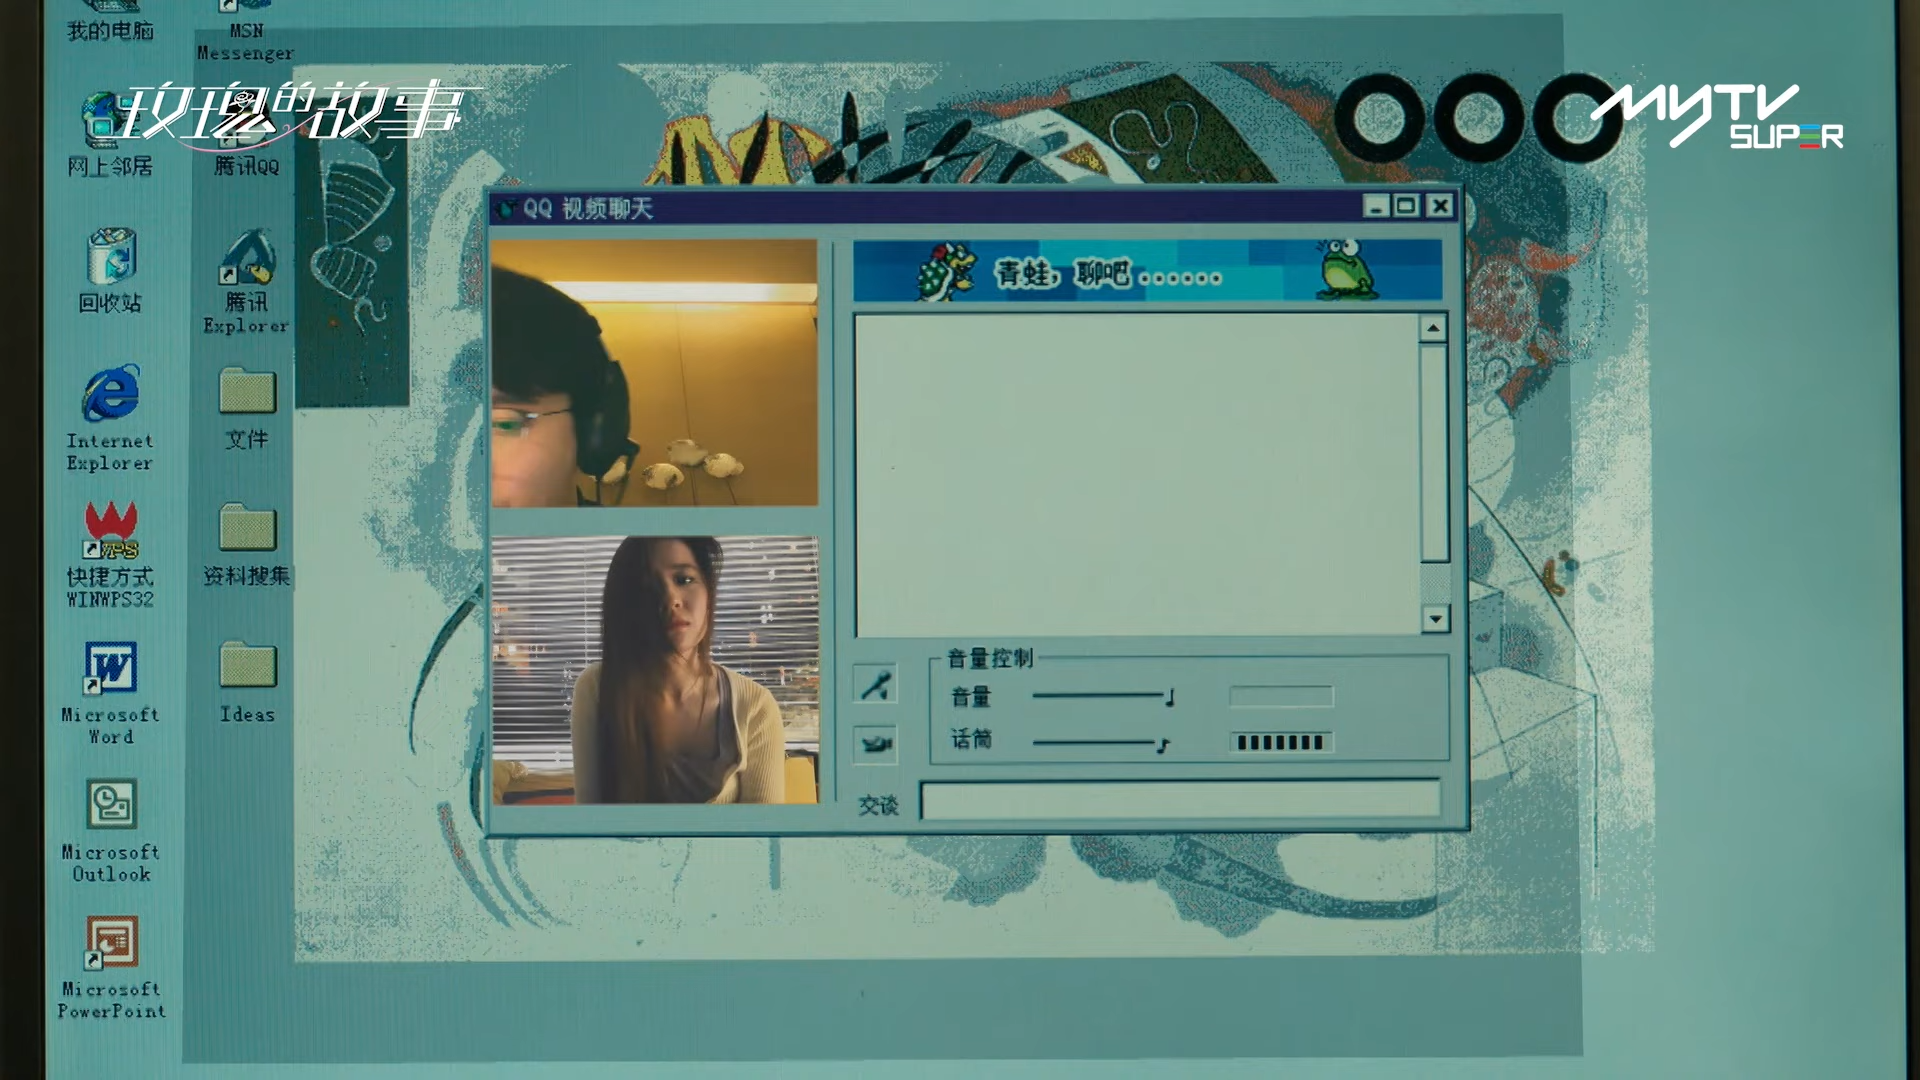 我的电脑
MSN
Messenger
玫瑰的故事
MYTV
SUPER
网上邻居
腾讯QQ
回收站
腾讯
Explorer
Internet
Explorer
文件
快捷方式
WINWPS32
WPS
资料搜集
Microsoft
Word
Ideas
Microsoft
Outlook
Microsoft
PowerPoint
QQ 视频聊天
青蛙，聊吧......
音量控制
音量
话筒
交谈